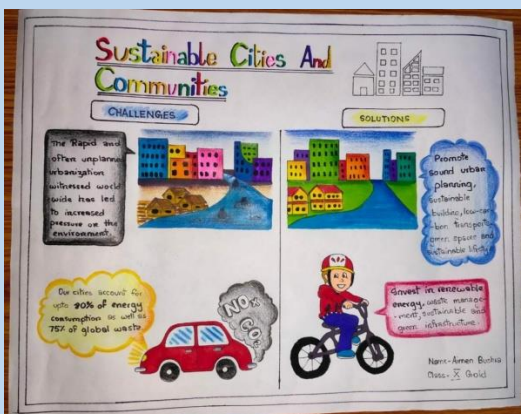 Sustainable Cities And
Communities
CHALLENGES
SOLUTIONS
The Rapid and
often unplanned
urbanization
witnessed world
wide has led
to increased
pressure on the
environment.
Promote
sound urban
planning,
sustainable
building, low-car
-bon transport,
green spaces and
sustainable lifestyle
Our cities account for
upto 80% of energy
consumption as well as
75% of global waste
NOx
CO2
Invest in renewable
energy, waste manage-
-ment, sustainable and
green infrastructure.
Name- Amen Bushra
Class- X Gold